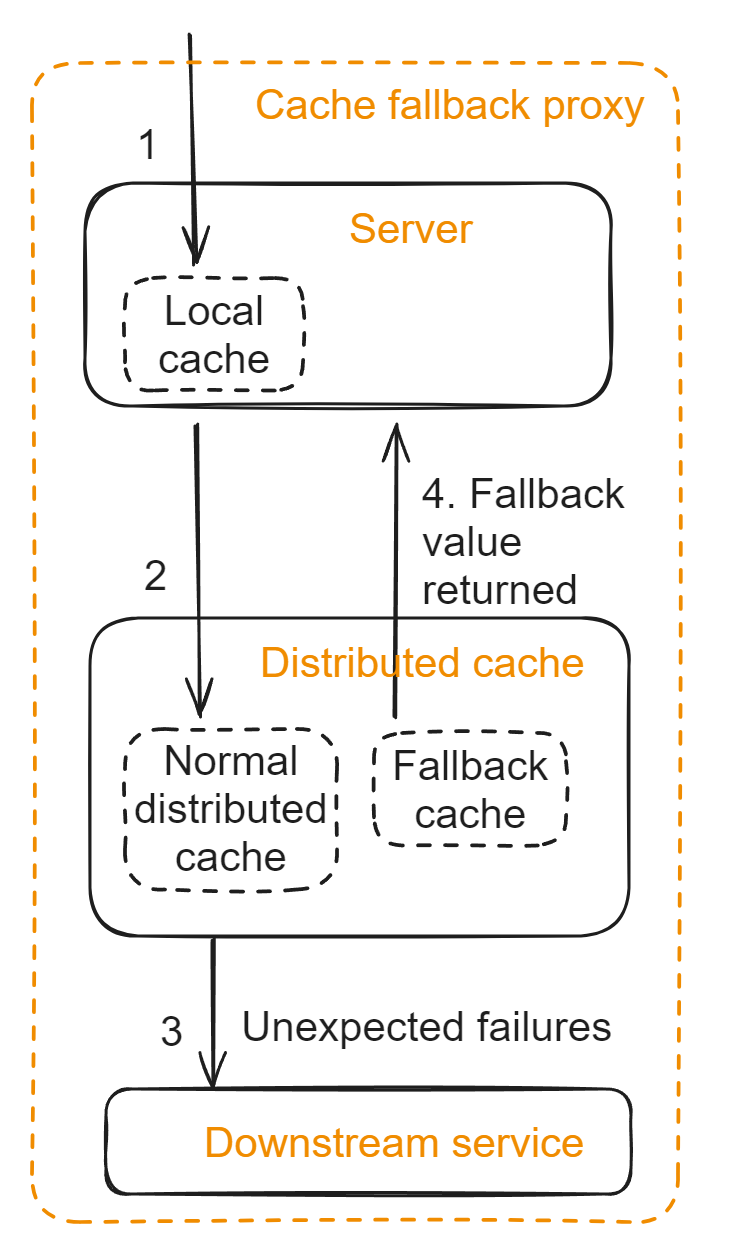 Cache fallback proxy
1
Server
Local
cache
4. Fallback
value
returned
2
Distributed cache
Normal
distributed
cache
Fallback
cache
3
Unexpected failures
Downstream service